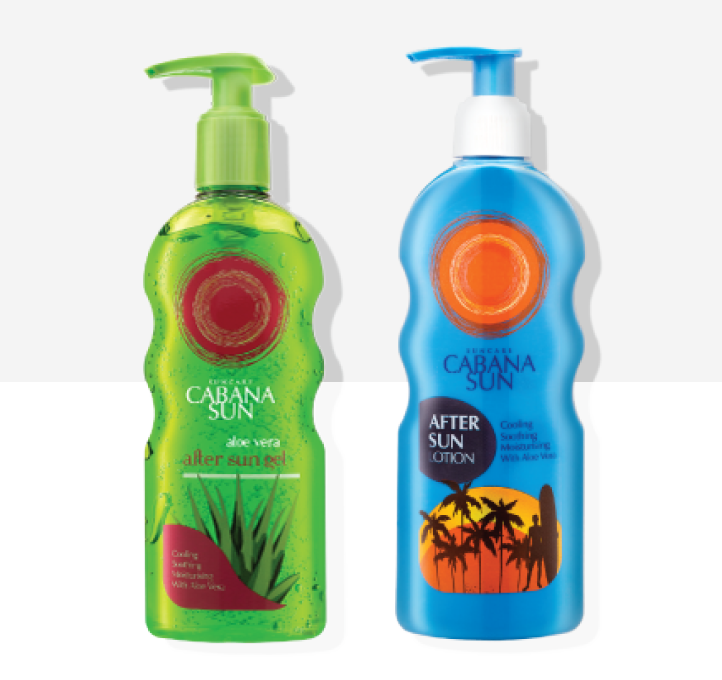 SUNCARE
CABANA
SUN
aloe vera
after sun gel
Cooling
Soothing
Moisturising
With Aloe Vera
SUNCARE
CABANA
SUN
AFTER
SUN
LOTION
Cooling
Soothing
Moisturising
With Aloe Vera